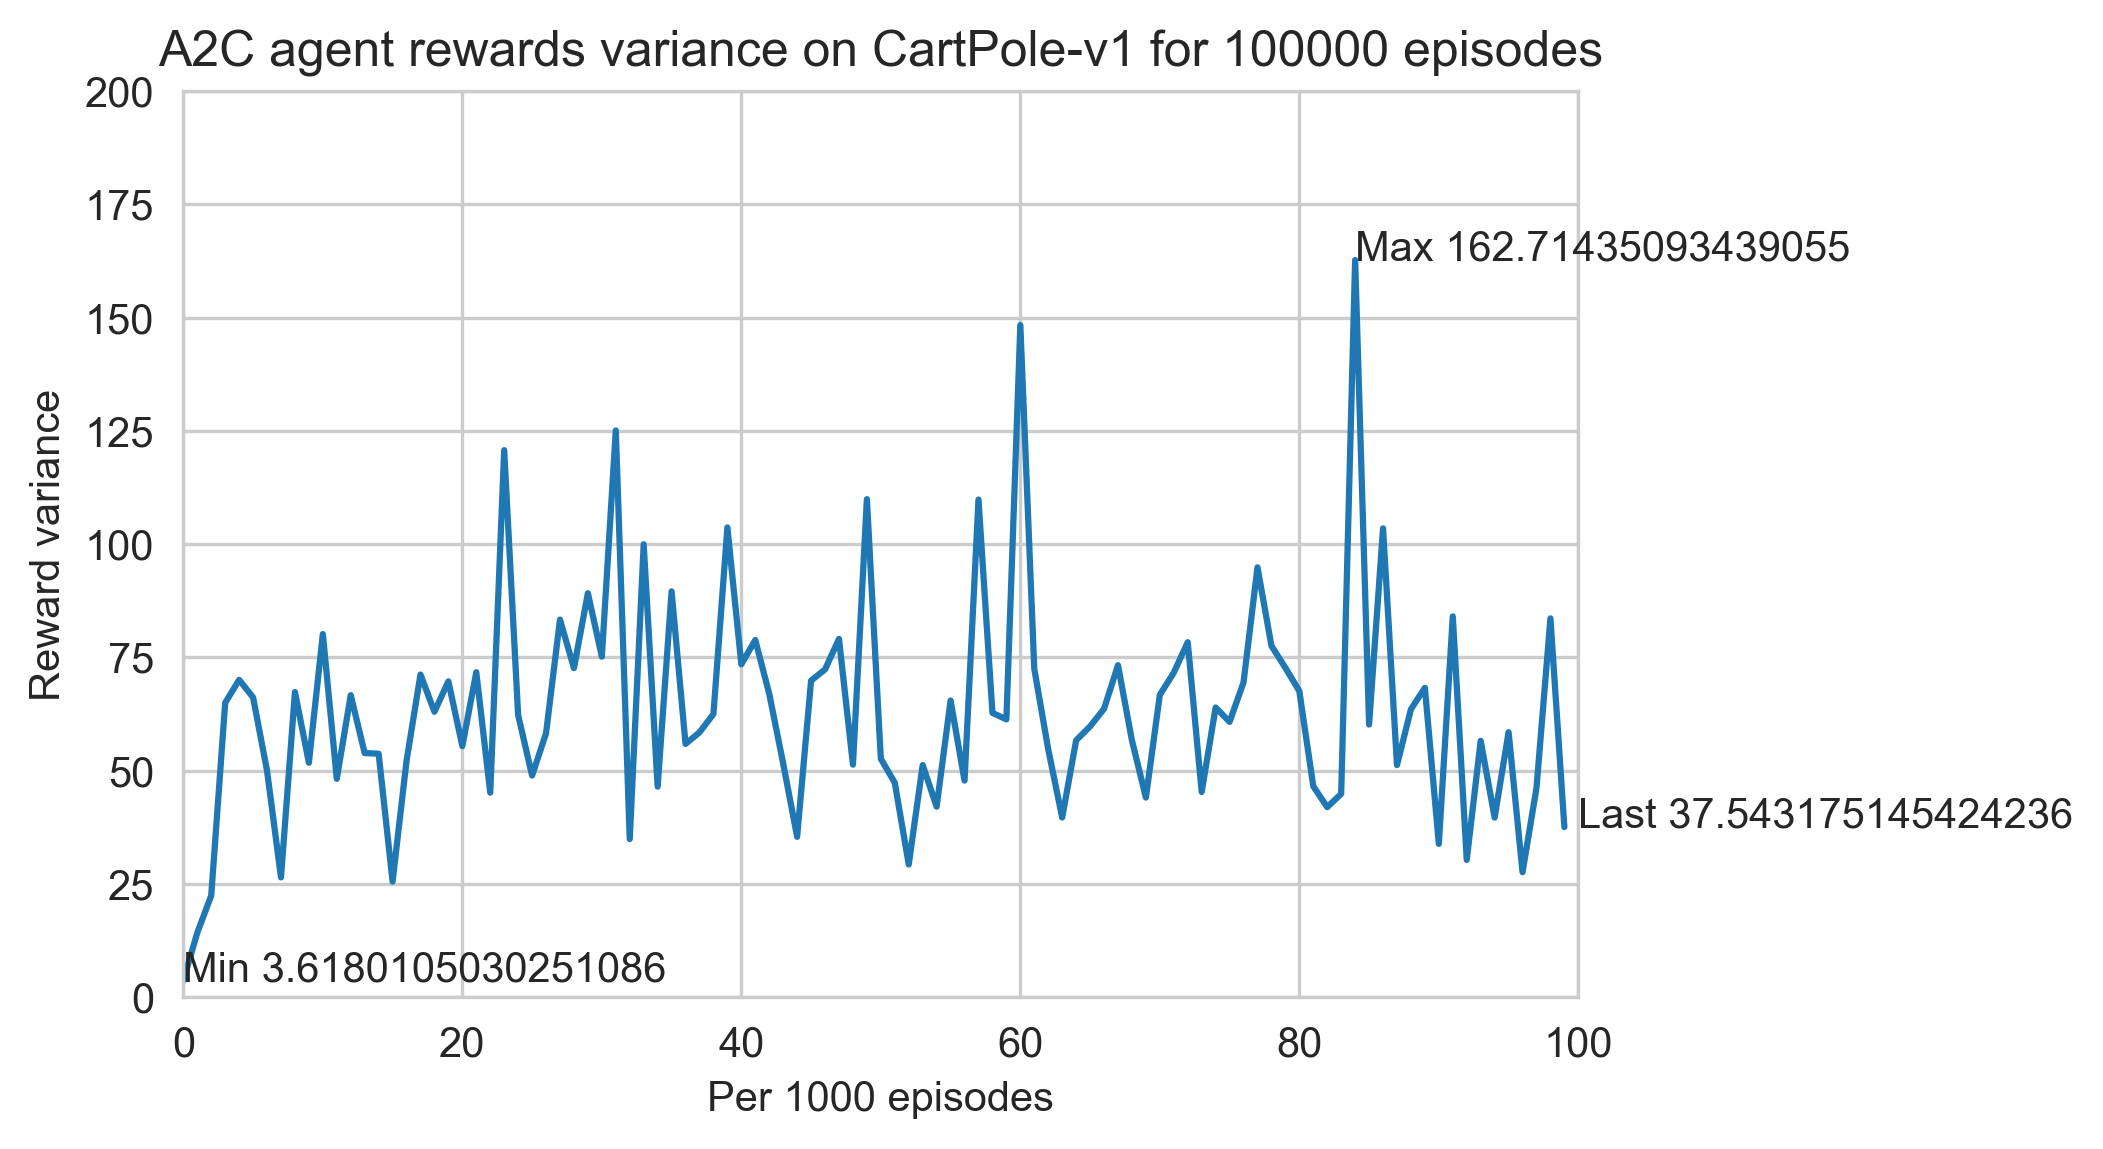 A2C agent rewards variance on CartPole-v1 for 100000 episodes
200
175
Max 162.71435093439055
150
125
Reward variance
100
75
50
Last 37.543175145424236
25
Min 3.6180105030251086
0
0 20 40 60 80 100
Per 1000 episodes